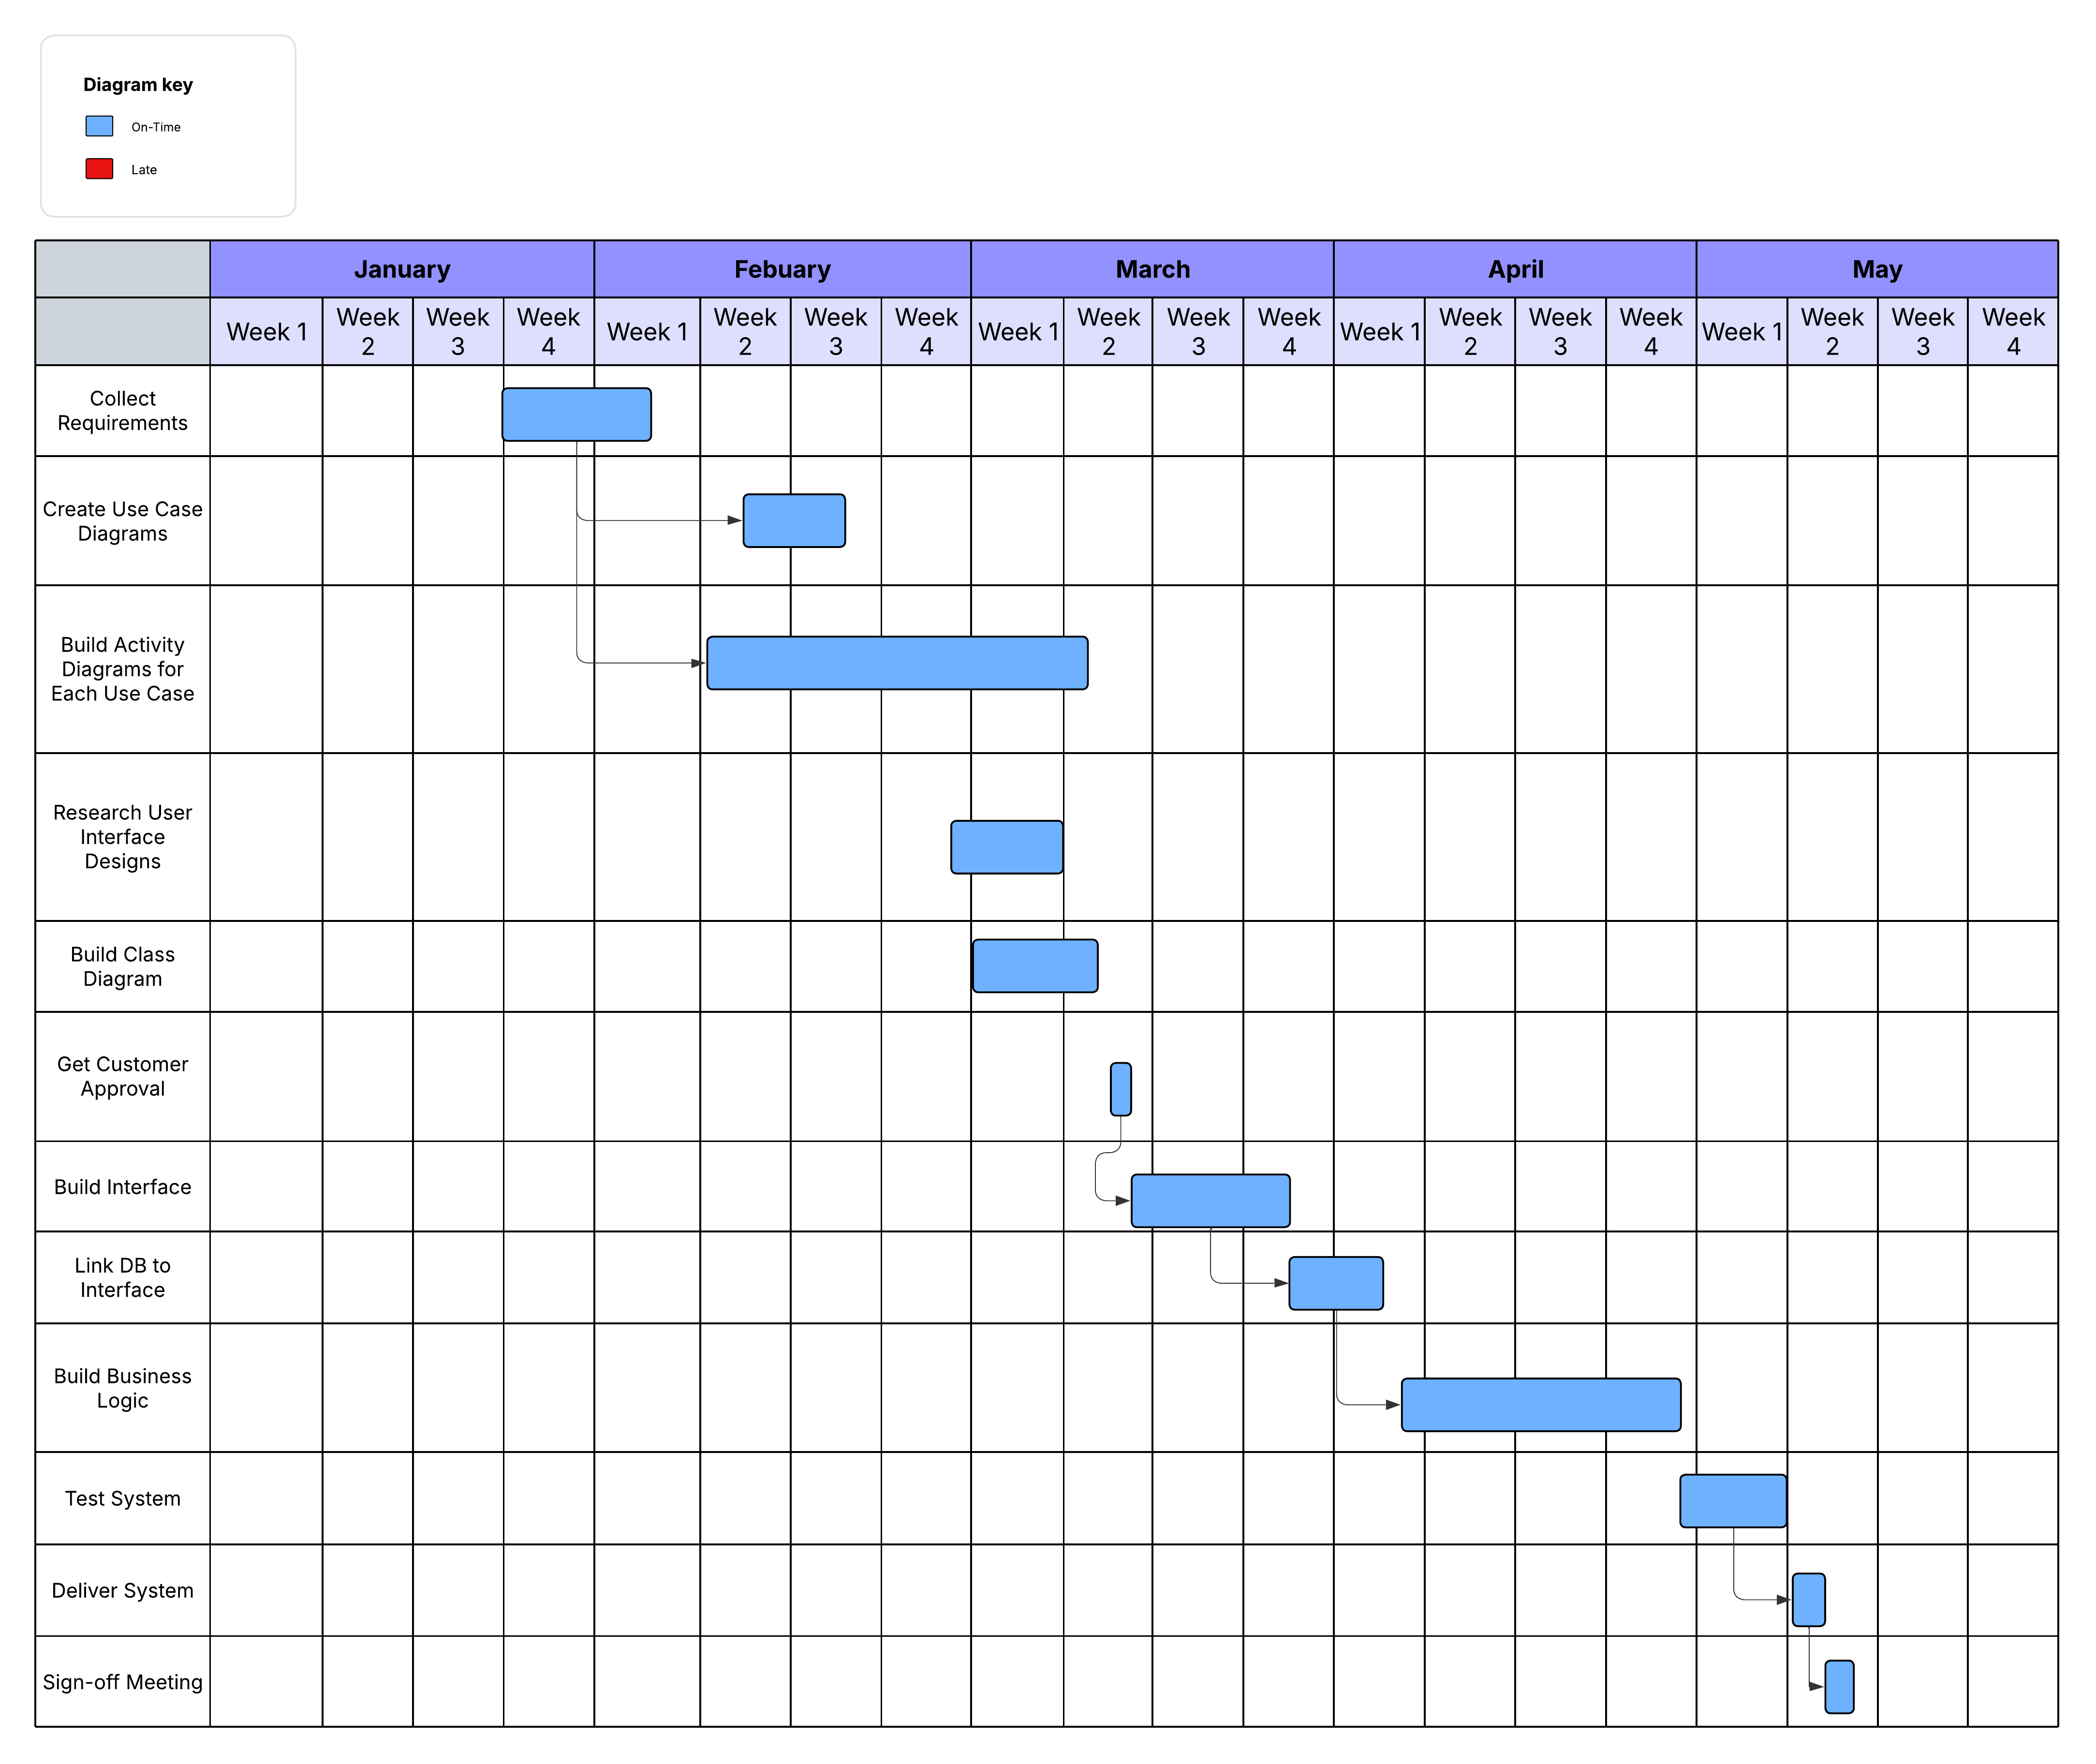 Diagram key
On-Time
Late
January
Febuary
March
April
May
Week 1
Week
2
Week
3
Week
4
Week 1
Week
2
Week
3
Week
4
Week 1
Week
2
Week
3
Week
4
Week 1
Week
2
Week
3
Week
4
Week 1
Week
2
Week
3
Week
4
Collect
Requirements
Create Use Case
Diagrams
Build Activity
Diagrams for
Each Use Case
Research User
Interface
Designs
Build Class
Diagram
Get Customer
Approval
Build Interface
Link DB to
Interface
Build Business
Logic
Test System
Deliver System
Sign-off Meeting